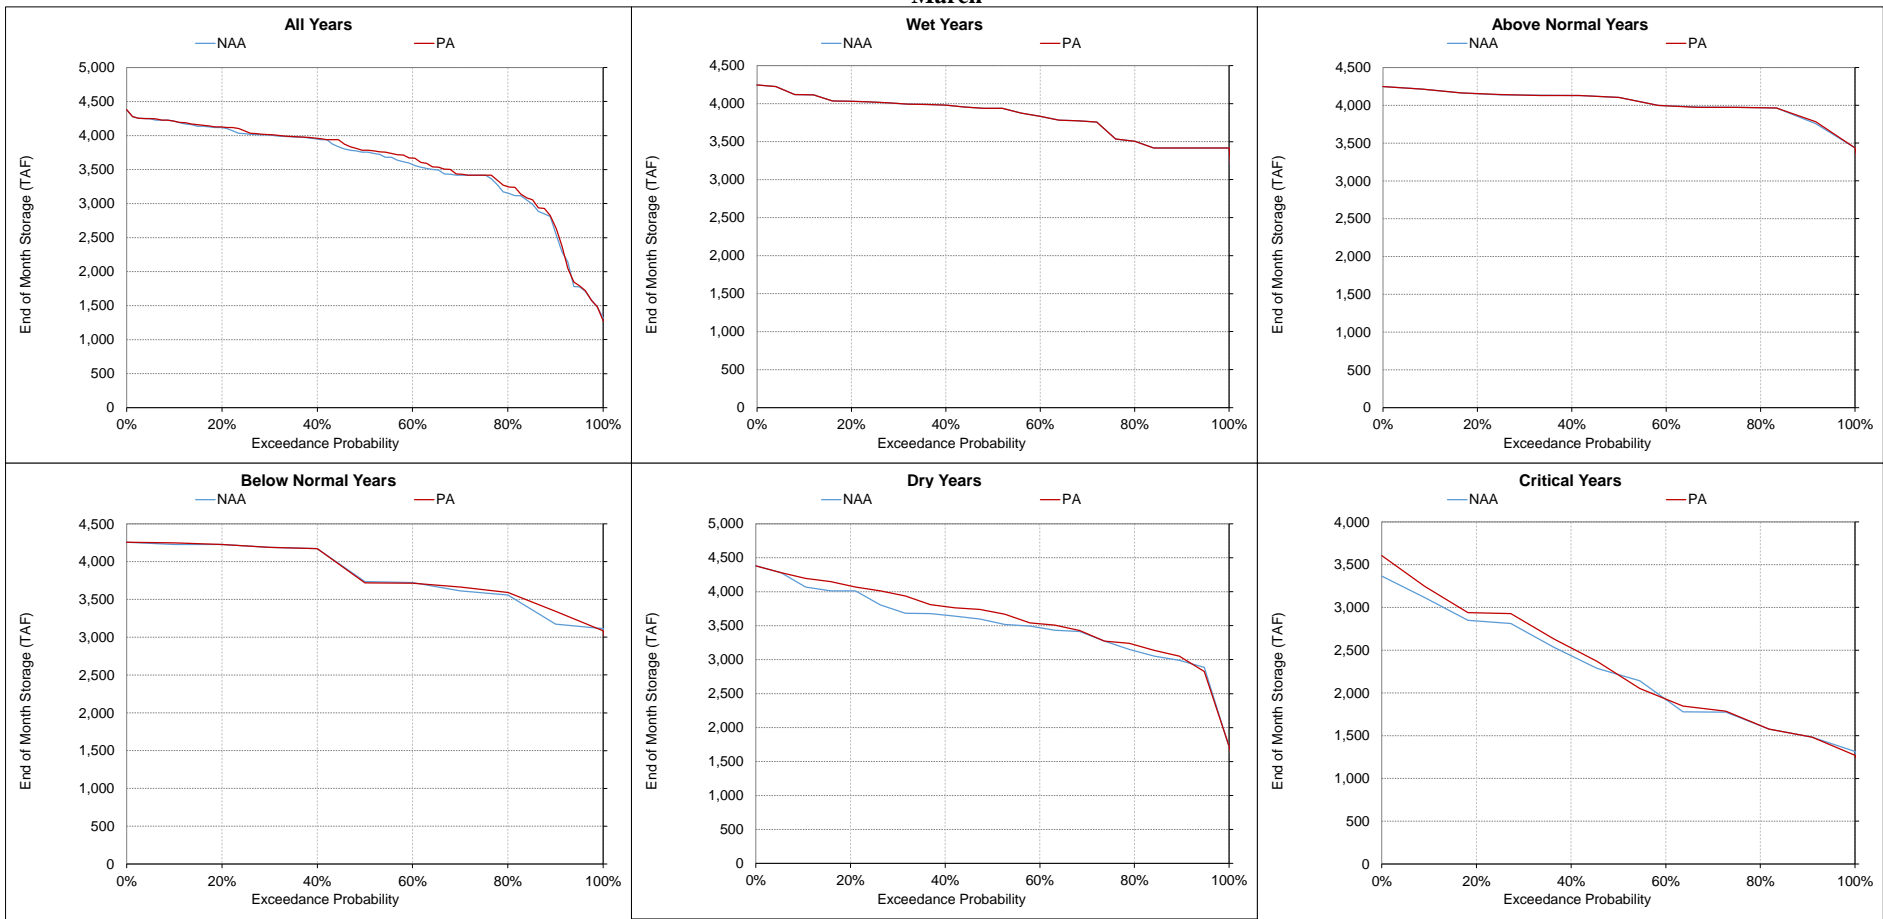 March
All Years
NAA PA
5,000
4,500
4,000
3,500
3,000
2,500
2,000
1,500
1,000
500
0
End of Month Storage (TAF)
0% 20% 40% 60% 80% 100%
Exceedance Probability
Wet Years
NAA PA
4,500
4,000
3,500
3,000
2,500
2,000
1,500
1,000
500
0
End of Month Storage (TAF)
0% 20% 40% 60% 80% 100%
Exceedance Probability
Above Normal Years
NAA PA
4,500
4,000
3,500
3,000
2,500
2,000
1,500
1,000
500
0
End of Month Storage (TAF)
0% 20% 40% 60% 80% 100%
Exceedance Probability
Below Normal Years
NAA PA
4,500
4,000
3,500
3,000
2,500
2,000
1,500
1,000
500
0
End of Month Storage (TAF)
0% 20% 40% 60% 80% 100%
Exceedance Probability
Dry Years
NAA PA
5,000
4,500
4,000
3,500
3,000
2,500
2,000
1,500
1,000
500
0
End of Month Storage (TAF)
0% 20% 40% 60% 80% 100%
Exceedance Probability
Critical Years
NAA PA
4,000
3,500
3,000
2,500
2,000
1,500
1,000
500
0
End of Month Storage (TAF)
0% 20% 40% 60% 80% 100%
Exceedance Probability